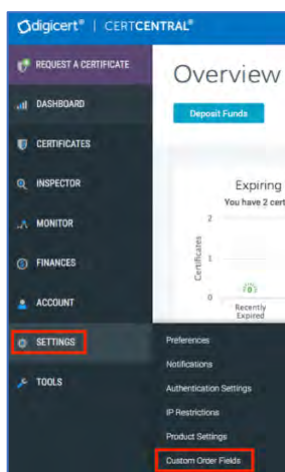 digicert® | CERTCENTRAL®
REQUEST A CERTIFICATE
DASHBOARD
CERTIFICATES
INSPECTOR
MONITOR
FINANCES
ACCOUNT
SETTINGS
TOOLS
Overview
Deposit Funds
Expiring
You have 2 cert
Certificates
2
1
0
(0)
Recently
Expired
Preferences
Notifications
Authentication Settings
IP Restrictions
Product Settings
Custom Order Fields